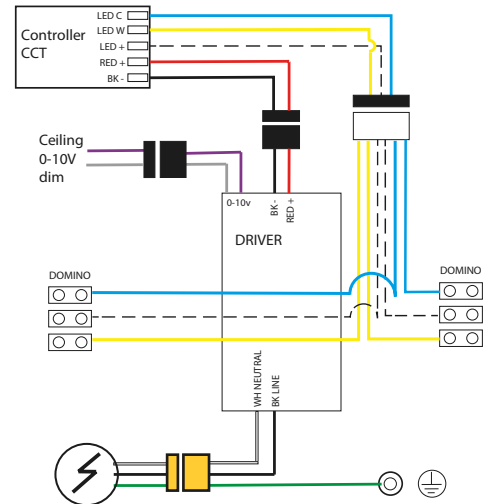 LED C
Controller
CCT
LED W
LED +
RED +
BK -
Ceiling
0-10V
dim
0-10v
BK -
RED +
DRIVER
DOMINO
DOMINO
WH NEUTRAL
BK LINE